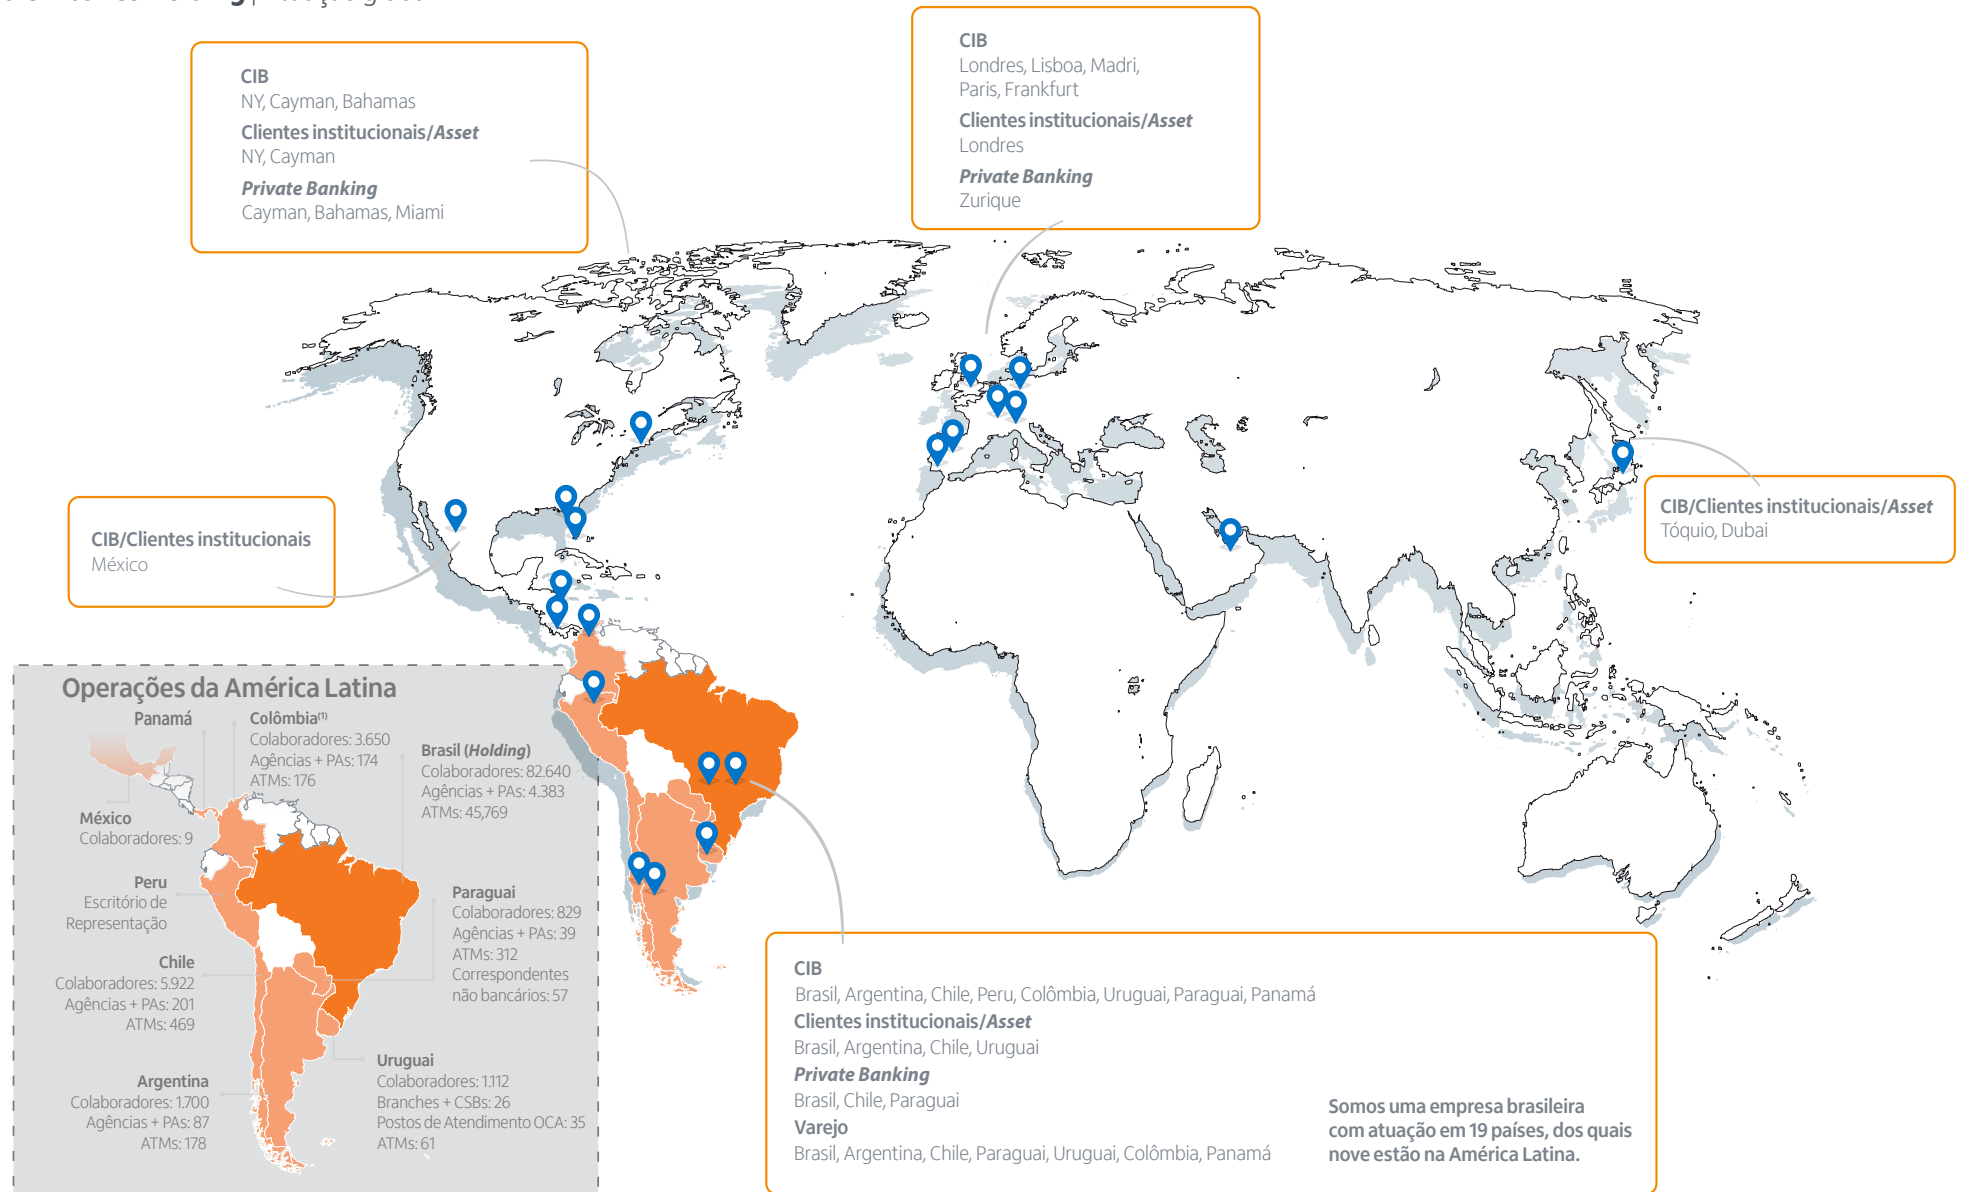 CIB
NY, Cayman, Bahamas
Clientes institucionais/Asset
NY, Cayman
Private Banking
Cayman, Bahamas, Miami
CIB
Londres, Lisboa, Madri,
Paris, Frankfurt
Clientes institucionais/Asset
Londres
Private Banking
Zurique
CIB/Clientes institucionais
México
CIB/Clientes institucionais/Asset
Tóquio, Dubai
Operações da América Latina
Panamá
Colômbia(1)
Colaboradores: 3.650
Agências + PAs: 174
ATMs: 176
Brasil (Holding)
Colaboradores: 82.640
Agências + PAs: 4.383
ATMs: 45,769
México
Colaboradores: 9
Peru
Escritório de
Representação
Paraguai
Colaboradores: 829
Agências + PAs: 39
ATMs: 312
Correspondentes
não bancários: 57
Chile
Colaboradores: 5.922
Agências + PAs: 201
ATMs: 469
Uruguai
Colaboradores: 1.112
Branches + CSBs: 26
Postos de Atendimento OCA: 35
ATMs: 61
Argentina
Colaboradores: 1.700
Agências + PAs: 87
ATMs: 178
CIB
Brasil, Argentina, Chile, Peru, Colômbia, Uruguai, Paraguai, Panamá
Clientes institucionais/Asset
Brasil, Argentina, Chile, Uruguai
Private Banking
Brasil, Chile, Paraguai
Varejo
Brasil, Argentina, Chile, Paraguai, Uruguai, Colômbia, Panamá
Somos uma empresa brasileira
com atuação em 19 países, dos quais
nove estão na América Latina.